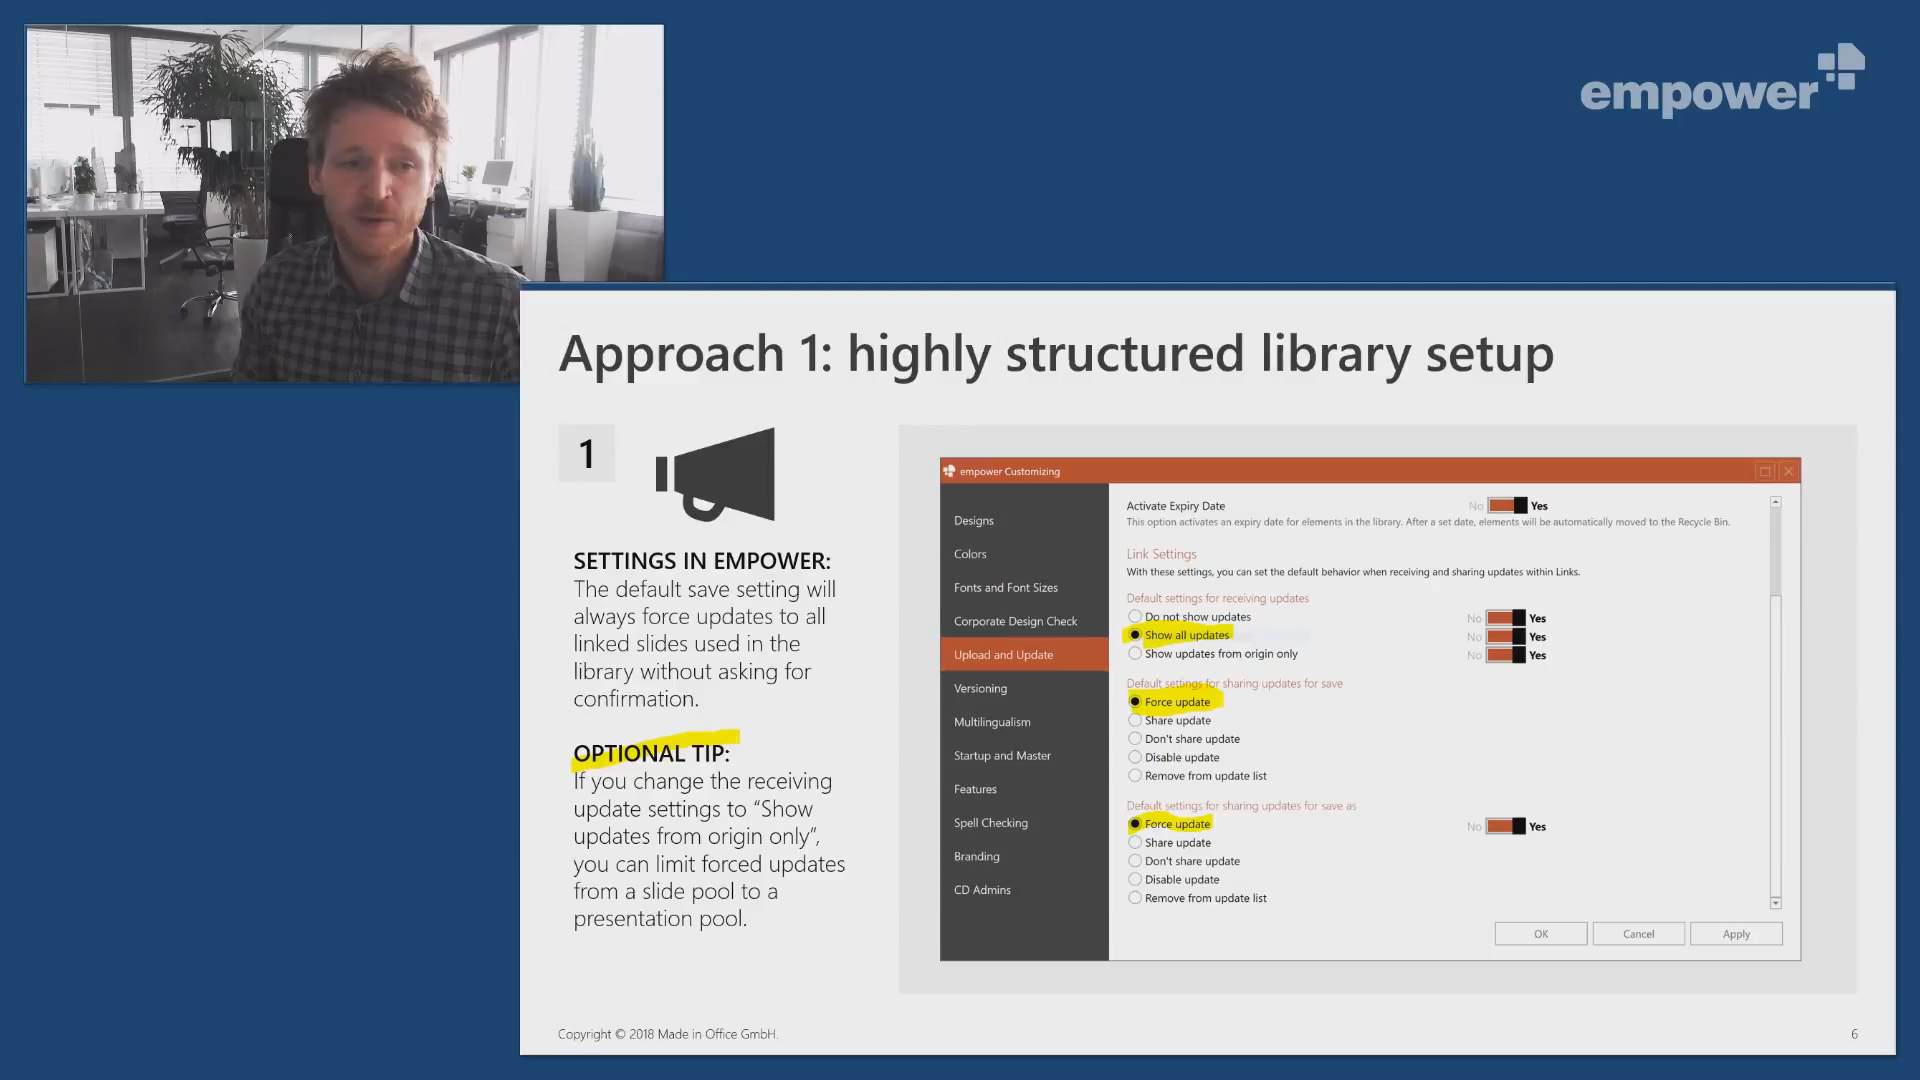 empower
Approach 1: highly structured library setup
1
SETTINGS IN EMPOWER:
The default save setting will
always force updates to all
linked slides used in the
library without asking for
confirmation.
OPTIONAL TIP:
If you change the receiving
update settings to “Show
updates from origin only”,
you can limit forced updates
from a slide pool to a
presentation pool.
empower Customizing
Designs
Colors
Fonts and Font Sizes
Corporate Design Check
Upload and Update
Versioning
Multilingualism
Startup and Master
Features
Spell Checking
Branding
CD Admins
Activate Expiry Date No Yes
This option activates an expiry date for elements in the library. After a set date, elements will be automatically moved to the Recycle Bin.
Link Settings
With these settings, you can set the default behavior when receiving and sharing updates within Links.
Default settings for receiving updates
Do not show updates No Yes
Show all updates No Yes
Show updates from origin only No Yes
Default settings for sharing updates for save
Force update
Share update
Don't share update
Disable update
Remove from update list
Default settings for sharing updates for save as
Force update No Yes
Share update
Don't share update
Disable update
Remove from update list
OK Cancel Apply
Copyright © 2018 Made in Office GmbH.
6